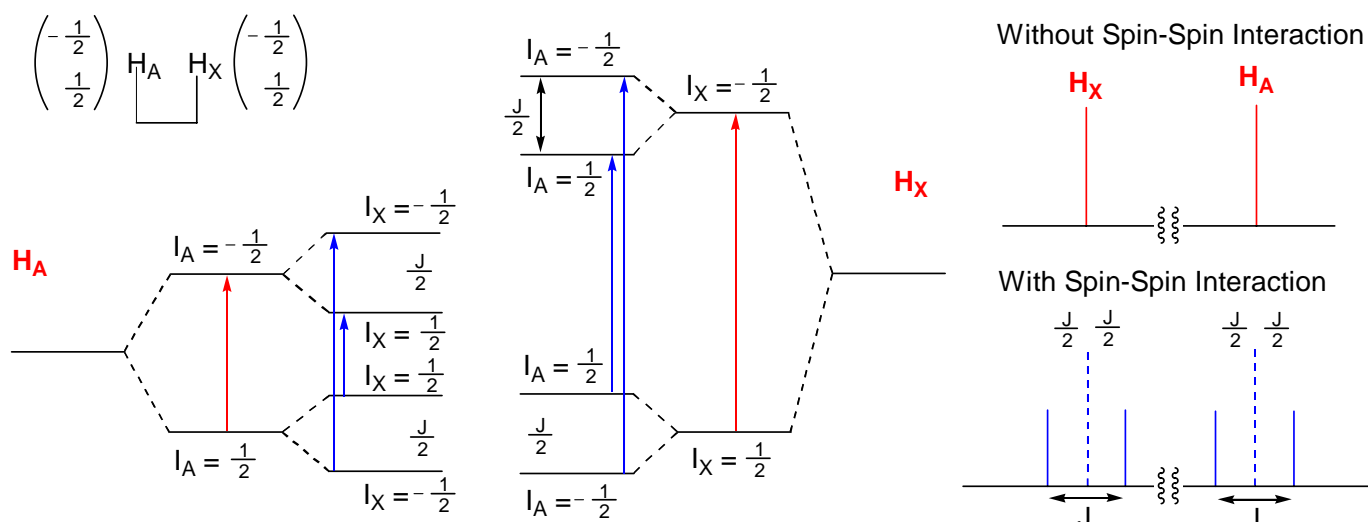 (-1/2 1/2) H_A H_X (-1/2 1/2)
I_A = -1/2
J/2
I_A = 1/2
I_X = -1/2
H_X
I_A = 1/2
J/2
I_A = -1/2
I_X = 1/2
H_A
I_A = -1/2
I_A = 1/2
I_X = -1/2
J/2
I_X = 1/2
I_X = 1/2
J/2
I_X = -1/2
Without Spin-Spin Interaction
H_X H_A
With Spin-Spin Interaction
J/2 J/2 J/2 J/2
J J